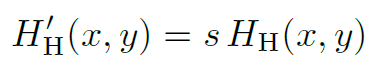 H′_H(x, y) = s H_H(x, y)